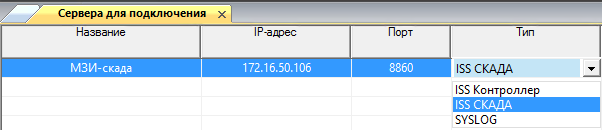 Сервера для подключения ×
Название IP-адрес Порт Тип
МЗИ-скада 172.16.50.106 8860 ISS СКАДА
ISS Контроллер
ISS СКАДА
SYSLOG